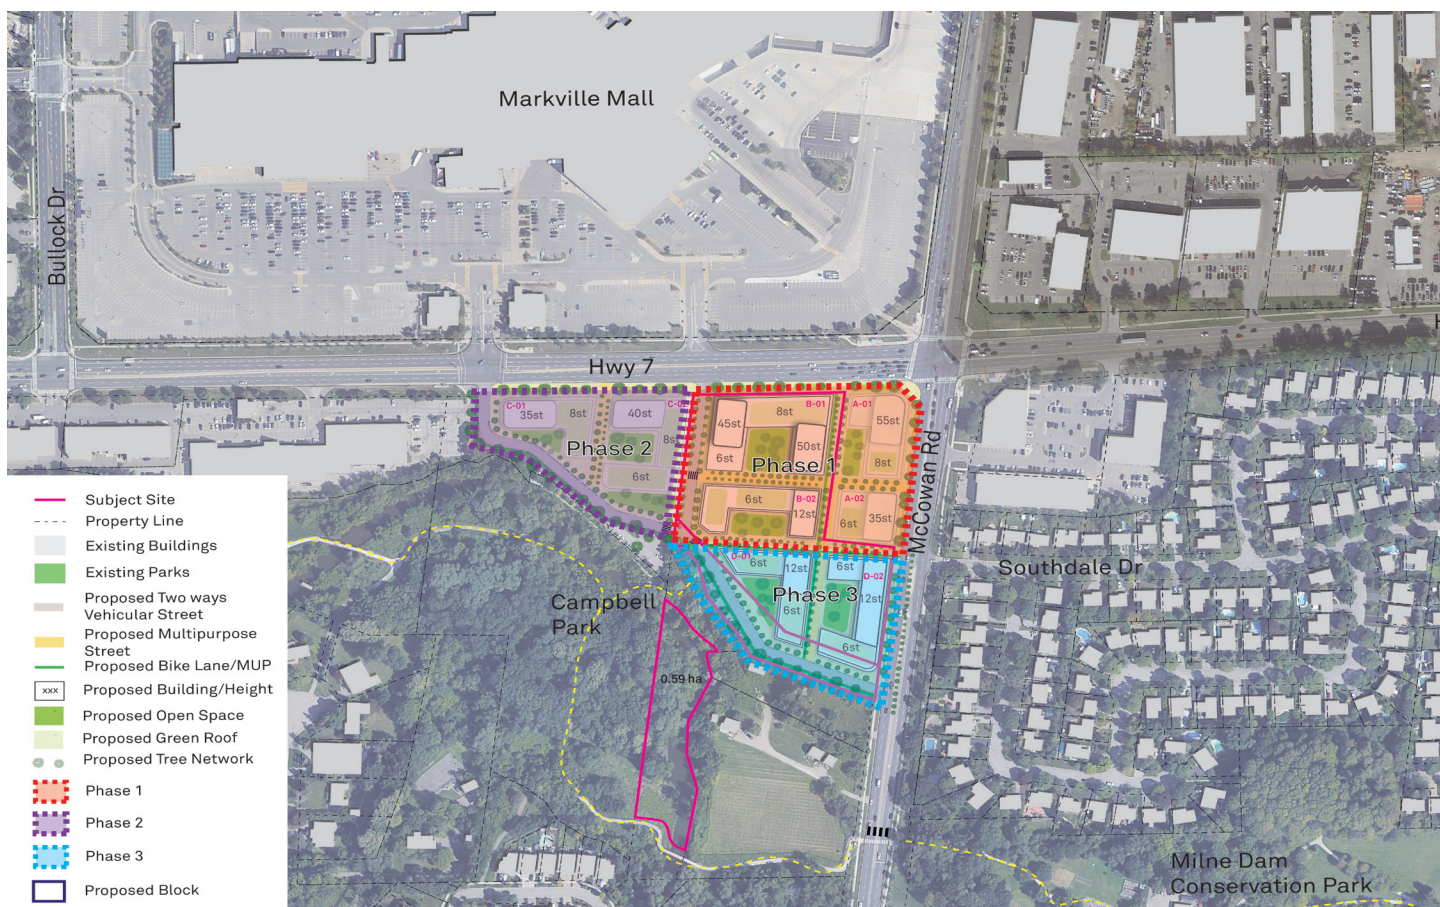 Markville Mall
Bullock Dr
Hwy 7
H
McCowan Rd
C-01
35st
8st
40st
8st
Phase 2
6st
B-01
8st
45st
50st
6st
Phase 1
A-01
55st
8st
6st
B-02
12st
A-02
6st
35st
D-01
6st
12st
6st
D-02
Phase 3
6st
12st
6st
Southdale Dr
Campbell
Park
0.59 ha
Milne Dam
Conservation Park
Subject Site
Property Line
Existing Buildings
Existing Parks
Proposed Two ways
Vehicular Street
Proposed Multipurpose
Street
Proposed Bike Lane/MUP
xxx
Proposed Building/Height
Proposed Open Space
Proposed Green Roof
Proposed Tree Network
Phase 1
Phase 2
Phase 3
Proposed Block